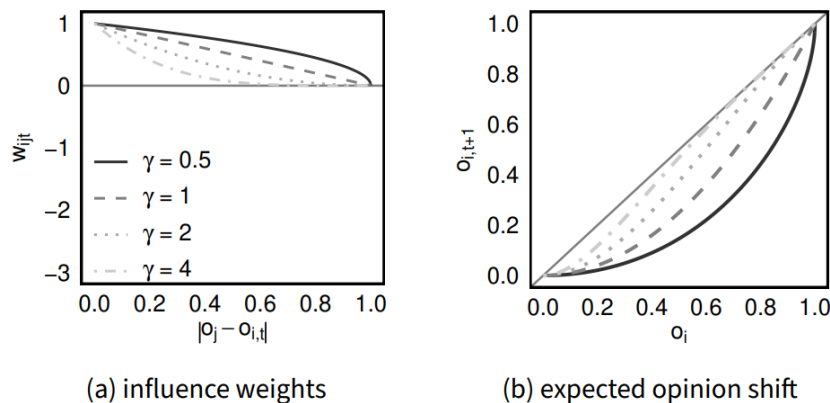 1
0
-1
-2
-3
w_ijt
γ = 0.5
γ = 1
γ = 2
γ = 4
0.0 0.2 0.4 0.6 0.8 1.0
|o_j − o_i,t|
(a) influence weights
1.0
0.8
0.6
0.4
0.2
0.0
o_i,t+1
0.0 0.2 0.4 0.6 0.8 1.0
o_i
(b) expected opinion shift